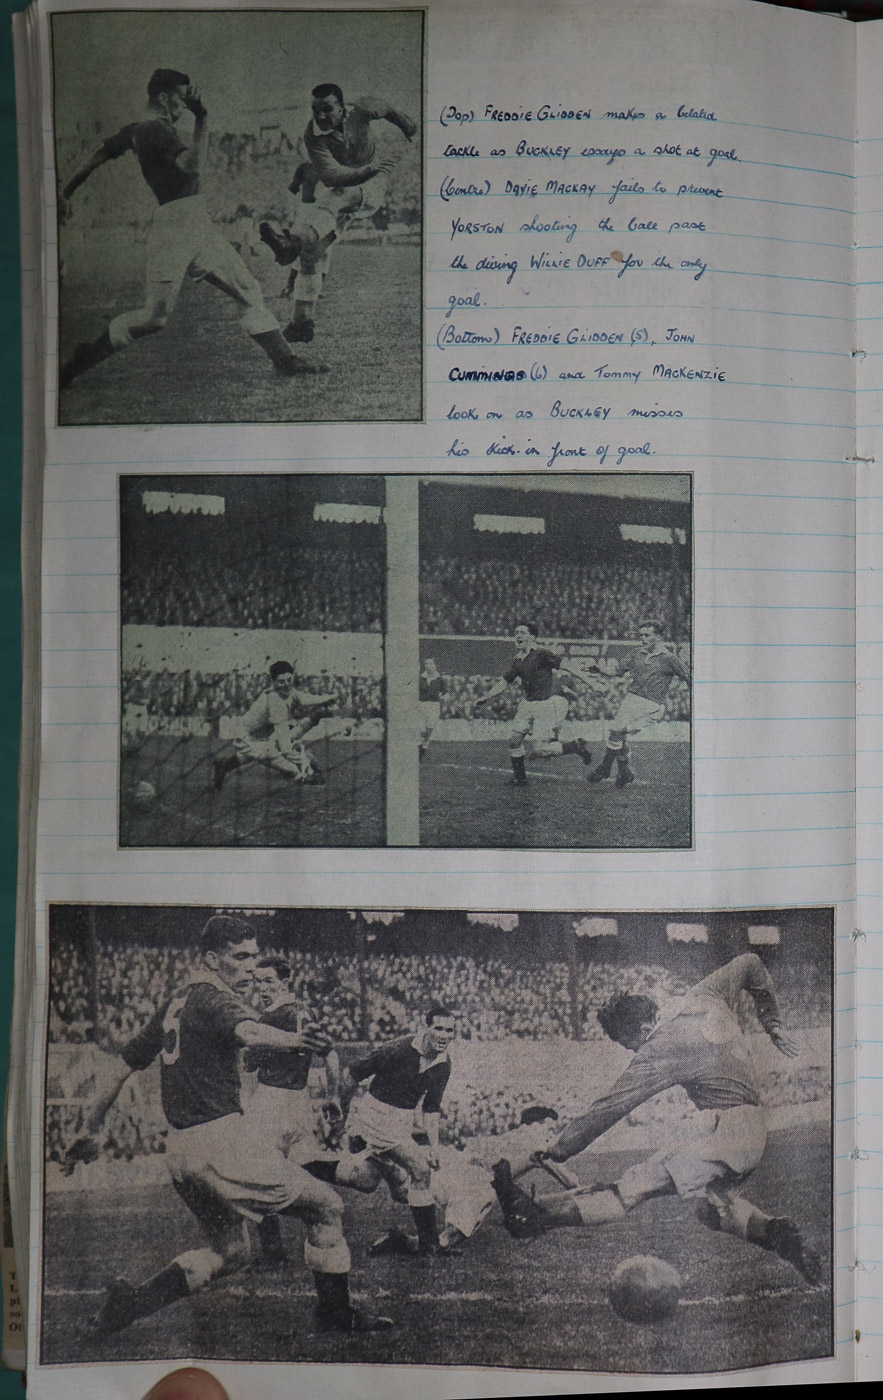 (Top) FREDDIE GLIDDEN makes a belated
tackle as BUCKLEY essays a shot at goal.
(Centre) DAVIE MACKAY fails to prevent
YORSTON shooting the ball past
the diving WILLIE DUFF for the only
goal.
(Bottom) FREDDIE GLIDDEN (5), JOHN
CUMMINGS (6) and Tommy MACKENZIE
look on as BUCKLEY misses
his kick in front of goal.
5